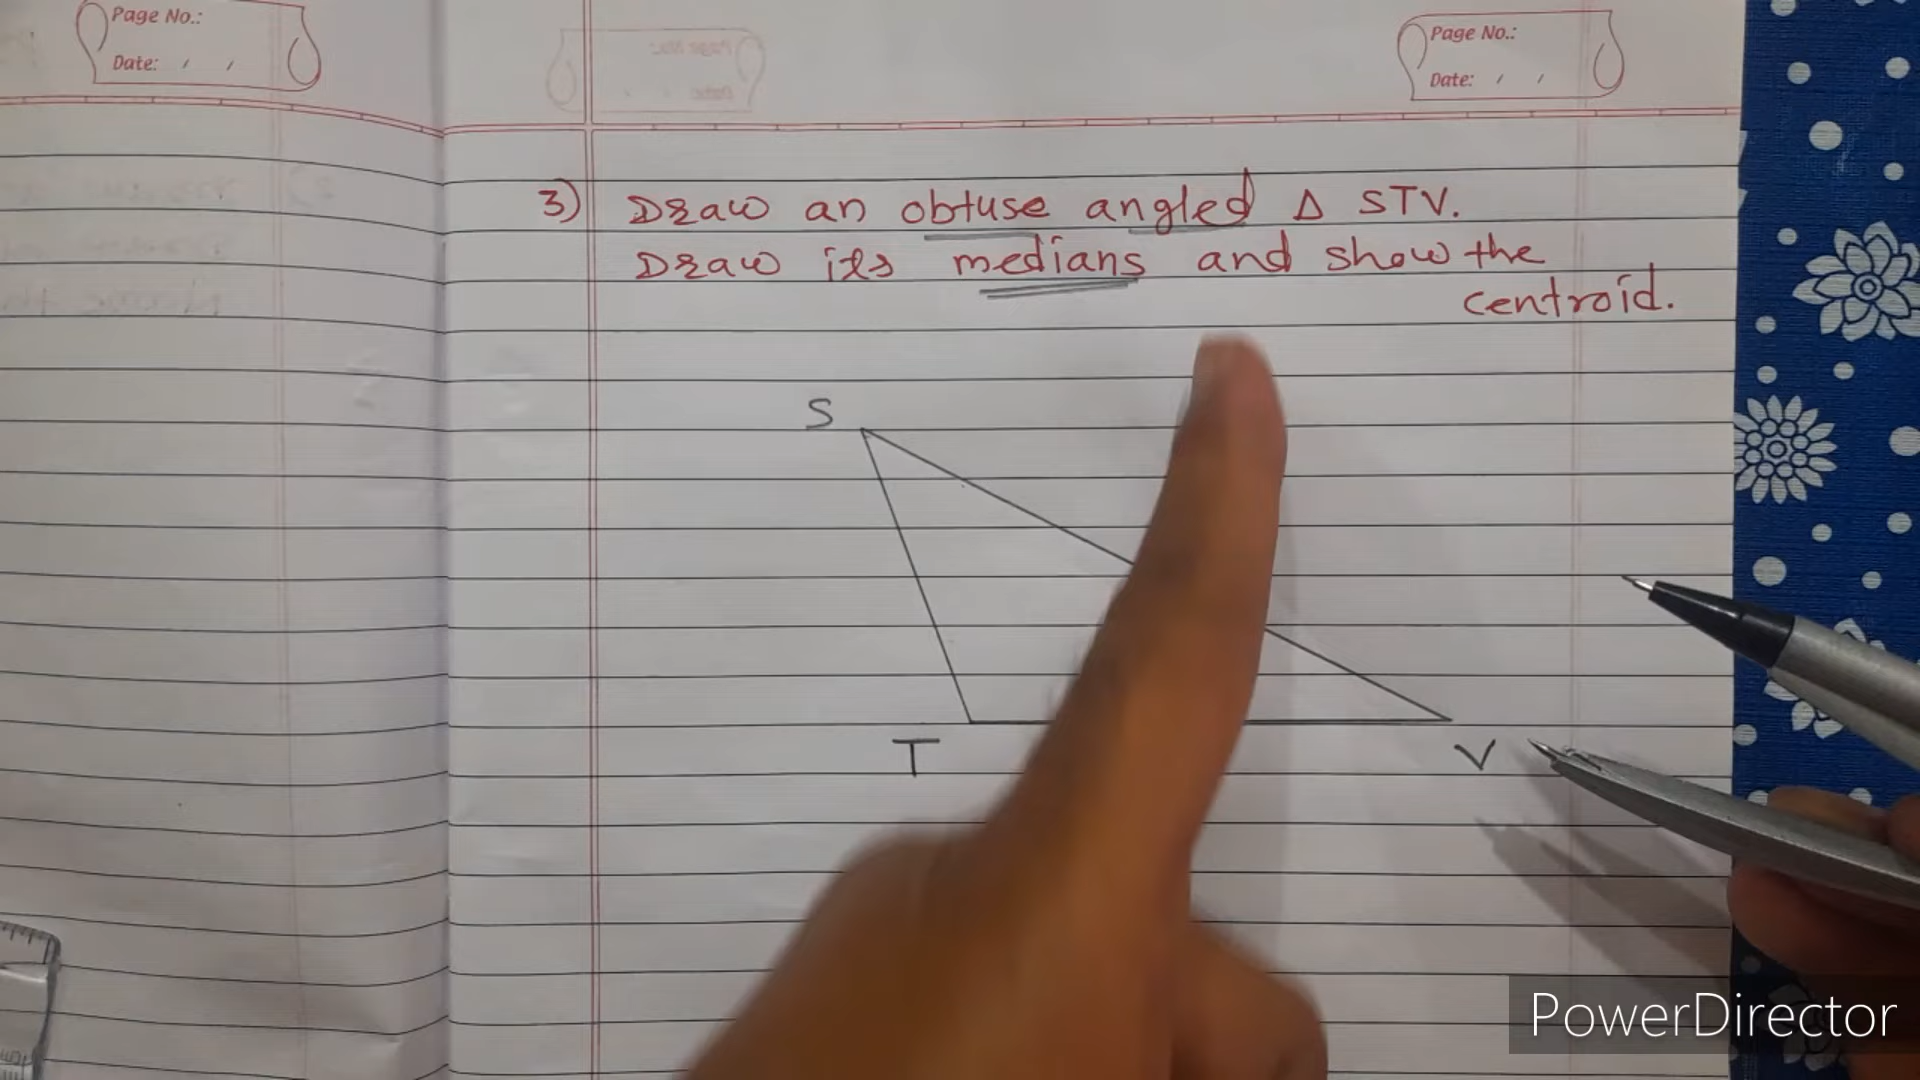 Page No.:
Date: / /
Page No.:
Date: / /
3) Draw an obtuse angled Δ STV.
Draw its medians and show the
centroid.
S
T
V
PowerDirector